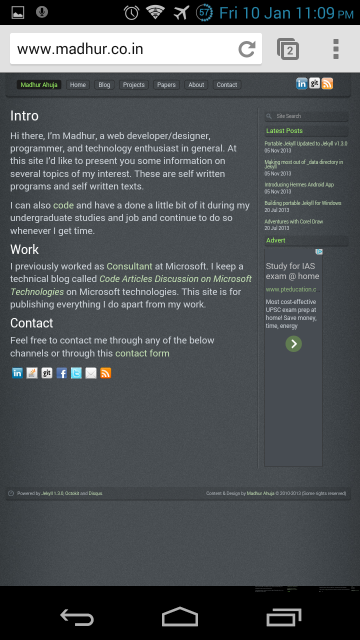 57 Fri 10 Jan 11:09 PM
www.madhur.co.in 2
Madhur Ahuja Home Blog Projects Papers About Contact
in git
Intro
Hi there, I'm Madhur, a web developer/designer,
programmer, and technology enthusiast in general. At
this site I'd like to present you some information on
several topics of my interest. These are self written
programs and self written texts.
I can also code and have a done a little bit of it during my
undergraduate studies and job and continue to do so
whenever I get time.
Work
I previously worked as Consultant at Microsoft. I keep a
technical blog called Code Articles Discussion on Microsoft
Technologies on Microsoft technologies. This site is for
publishing everything I do apart from my work.
Contact
Feel free to contact me through any of the below
channels or through this contact form
in git f t
Site Search
Latest Posts
Portable Jekyll Updated to Jekyll v1.3.0
05 Nov 2013
Making most out of _data directory in
Jekyll
05 Nov 2013
Introducing Hermes Android App
05 Nov 2013
Building portable Jekyll for Windows
20 Jul 2013
Adventures with Corel Draw
20 Jul 2013
Advert
Study for IAS
exam @ home
www.pteducation.c
Most cost-effective
UPSC exam prep at
home! Save money,
time, energy
Powered by Jekyll 1.3.0, Octokit and Disqus
Content & Design by Madhur Ahuja © 2010-2013 (Some rights reserved)